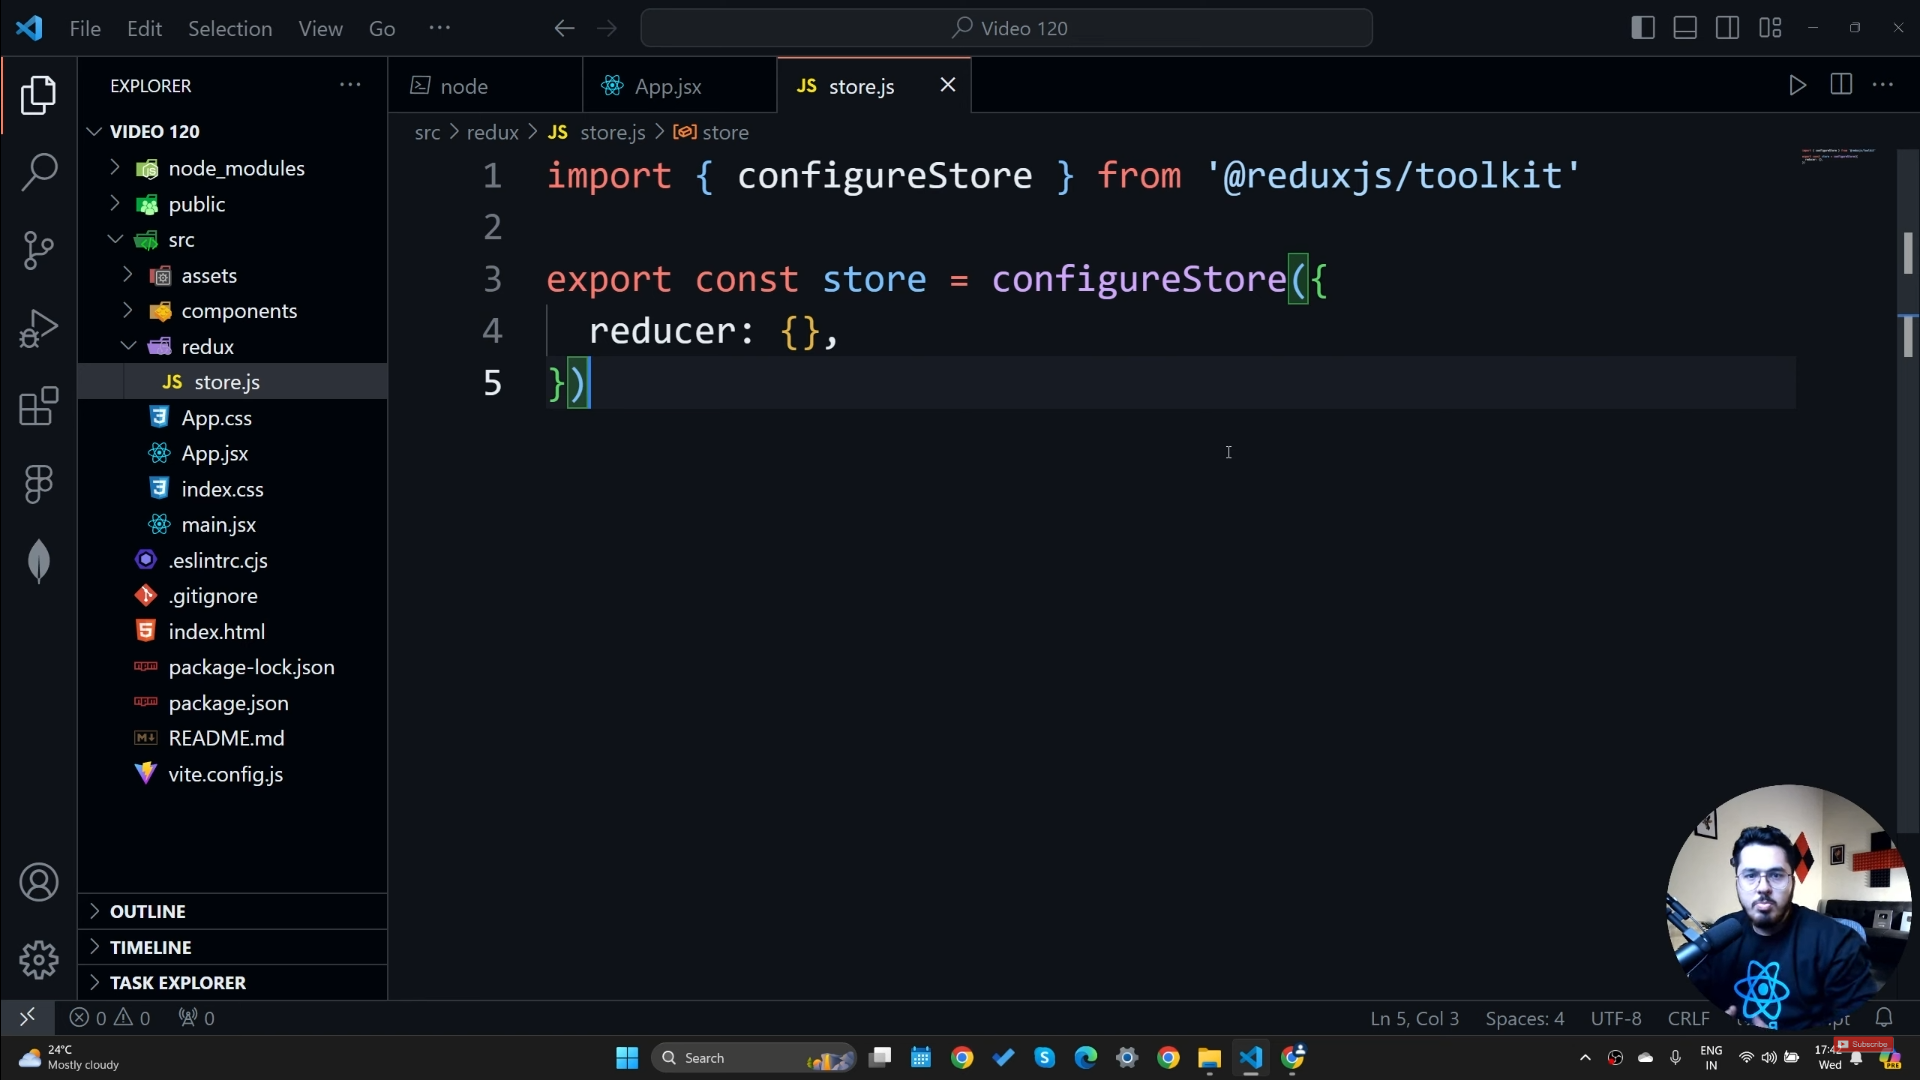 File Edit View Selection Go ··· Video 120
EXPLORER ···
node App.jsx JS store.js
VIDEO 120
src > redux > JS store.js > store
node_modules
public
src
assets
components
redux
JS store.js
App.css
App.jsx
index.css
main.jsx
.eslintrc.cjs
.gitignore
index.html
package-lock.json
package.json
README.md
vite.config.js
OUTLINE
TIMELINE
TASK EXPLORER
1 import { configureStore } from '@reduxjs/toolkit'
2
3 export const store = configureStore({
4 reducer: {},
5 })
0 0 0 Ln 5, Col 3 Spaces: 4 UTF-8 CRLF
24°C
Mostly cloudy
Search
ENG
IN
Wed
Subscribe
PRE